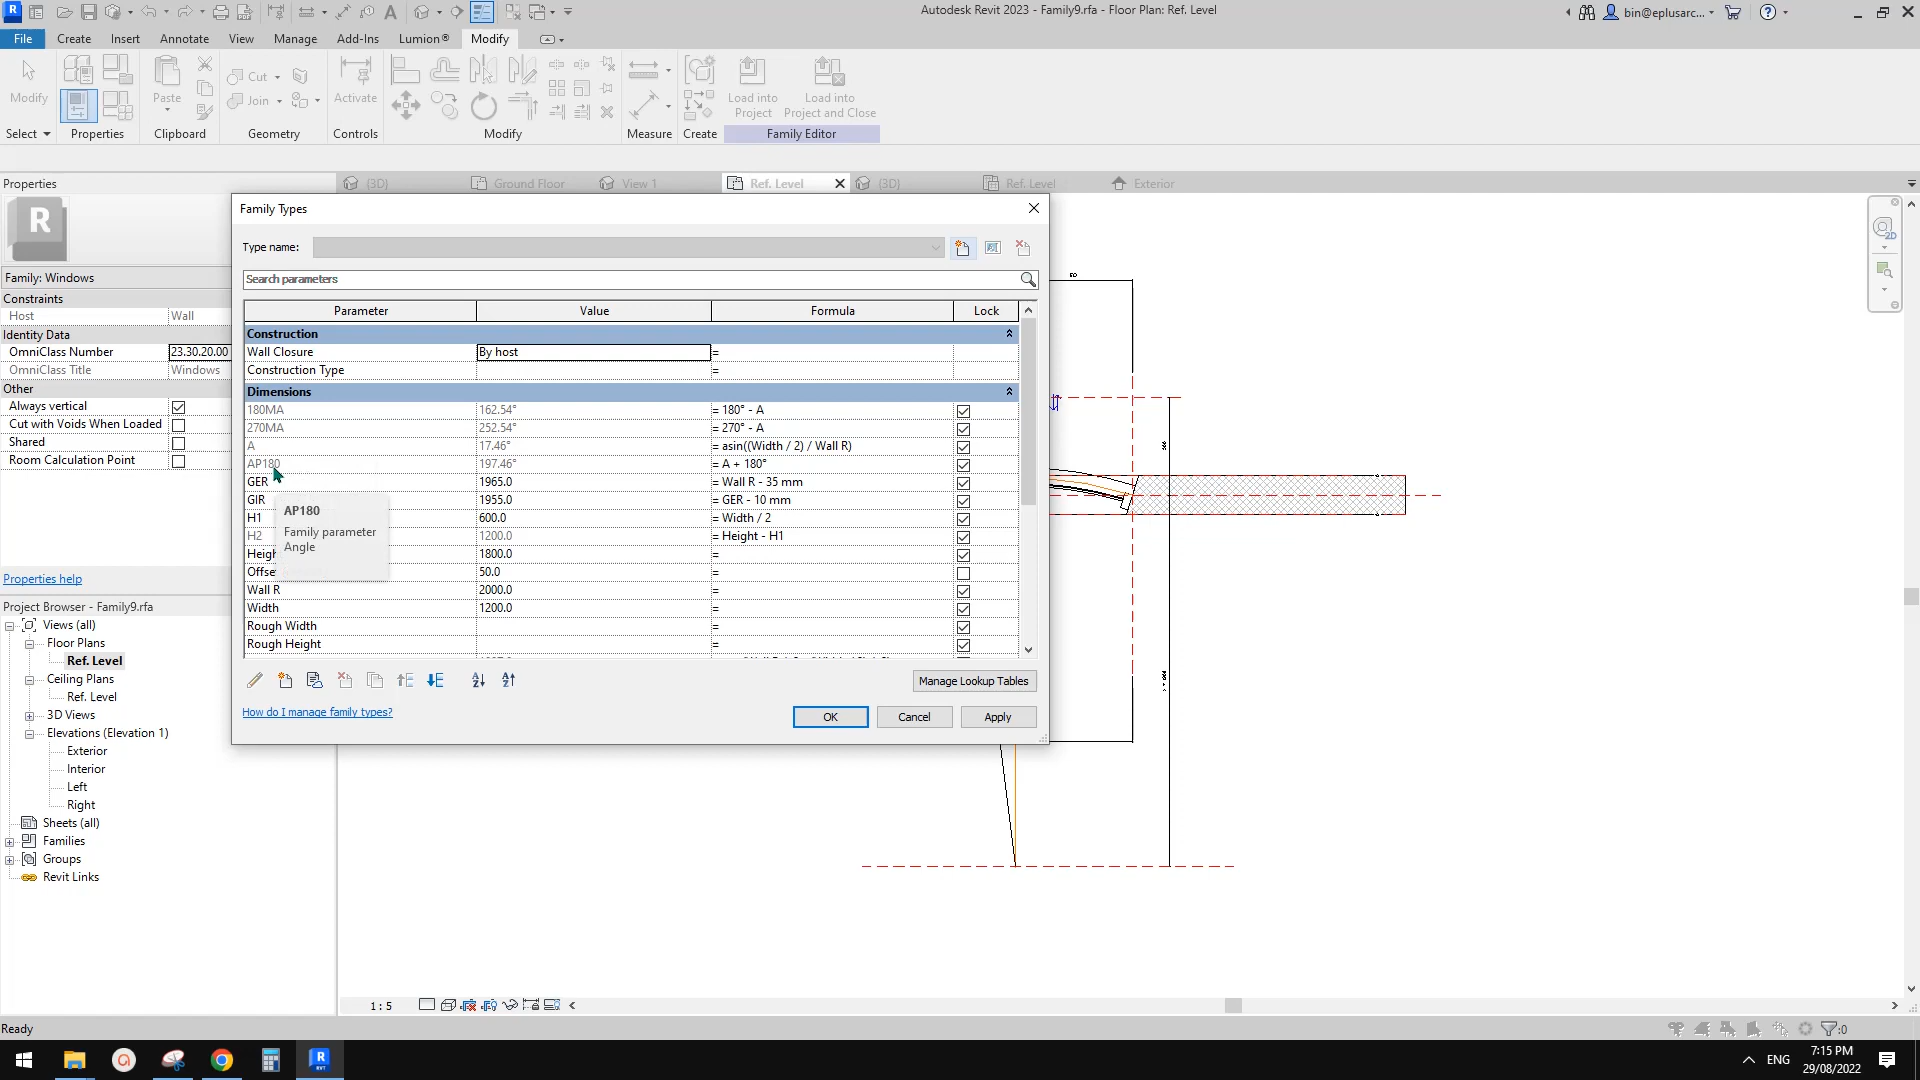 Autodesk Revit 2023 - Family9.rfa - Floor Plan: Ref. Level
bin@eplusarc...
File Create Insert Annotate View Manage Add-Ins Lumion® Modify
Modify
Paste
Cut
Join
Activate
Load into
Project
Load into
Project and Close
Select Properties Clipboard Geometry Controls Modify Measure Create Family Editor
Properties
{3D} Ground Floor View 1 Ref. Level {3D} Ref. Level Exterior
R
Family: Windows
Constraints
Host Wall
Identity Data
OmniClass Number 23.30.20.00
OmniClass Title Windows
Other
Always vertical
Cut with Voids When Loaded
Shared
Room Calculation Point
Properties help
Project Browser - Family9.rfa
Views (all)
Floor Plans
Ref. Level
Ceiling Plans
Ref. Level
3D Views
Elevations (Elevation 1)
Exterior
Interior
Left
Right
Sheets (all)
Families
Groups
Revit Links
Family Types
Type name:
Search parameters
Parameter Value Formula Lock
Construction
Wall Closure By host =
Construction Type =
Dimensions
180MA 162.54° = 180° - A
270MA 252.54° = 270° - A
A 17.46° = asin((Width / 2) / Wall R)
AP180 197.46° = A + 180°
GER 1965.0 = Wall R - 35 mm
GIR 1955.0 = GER - 10 mm
H1 600.0 = Width / 2
H2 1200.0 = Height - H1
Heigh 1800.0 =
Offse 50.0 =
Wall R 2000.0 =
Width 1200.0 =
Rough Width =
Rough Height =
AP180
Family parameter
Angle
Manage Lookup Tables
How do I manage family types?
OK Cancel Apply
1 : 5
Ready
:0
ENG
7:15 PM
29/08/2022